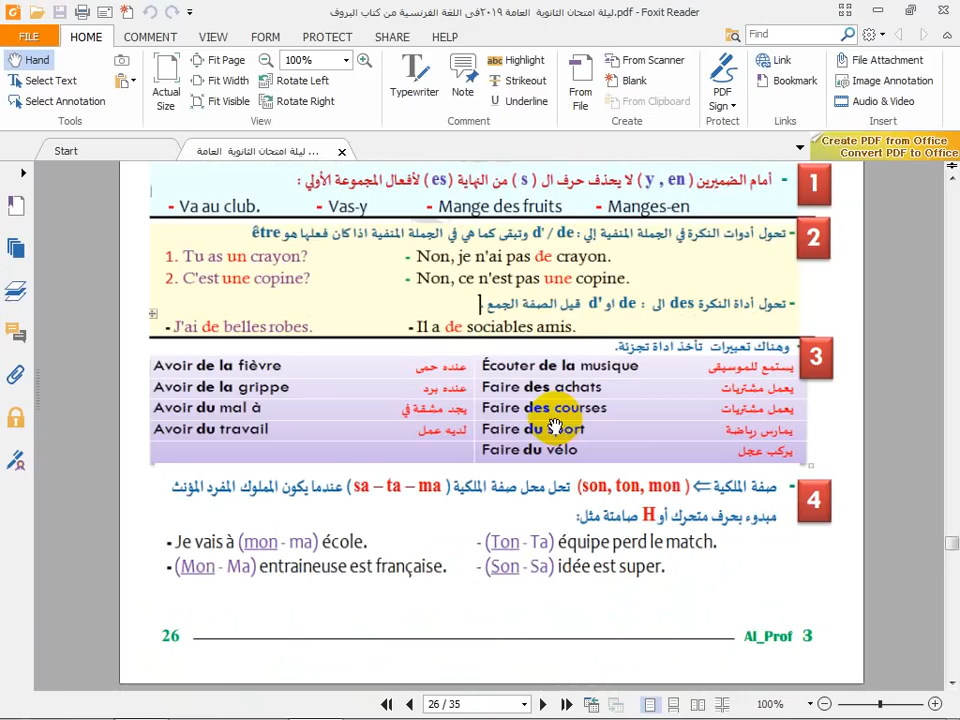 ليلة امتحان الثانوية العامة ٢٠١٩فى اللغة الفرنسية من كتاب البروف.pdf - Foxit Reader
FILE HOME COMMENT VIEW FORM PROTECT SHARE HELP
Find
Hand
Select Text
Select Annotation
Tools
Actual Size
Fit Page
Fit Width
Fit Visible
100%
Rotate Left
Rotate Right
View
Typewriter
Note
Highlight
Strikeout
Underline
Comment
From File
From Scanner
Blank
From Clipboard
Create
PDF Sign
Protect
Link
Bookmark
Links
File Attachment
Image Annotation
Audio & Video
Insert
Start
ليلة امتحان الثانوية العامة ...
Create PDF from Office
Convert PDF to Office
1
- أمام الضميرين ( y , en ) لا يحذف حرف ال ( s ) من النهاية (es) لأفعال المجموعة الأولي :
- Va au club. - Vas-y - Mange des fruits - Manges-en
2
- تحول أدوات النكرة في الجملة المنفية إلي : d' / de وتبقى كما هي في الجملة المنفية اذا كان فعلها هو être
1. Tu as un crayon? - Non, je n'ai pas de crayon.
2. C'est une copine? - Non, ce n'est pas une copine.
- تحول أداة النكرة des الى : de او d' قبل الصفة الجمع .
- J'ai de belles robes. - Il a de sociables amis.
3
- وهناك تعبيرات تأخذ اداة تجزئة.
Avoir de la fièvre عنده حمى Écouter de la musique يستمع للموسيقى
Avoir de la grippe عنده برد Faire des achats يعمل مشتريات
Avoir du mal à يجد مشقة في Faire des courses يعمل مشتريات
Avoir du travail لديه عمل Faire du sport يمارس رياضة
Faire du vélo يركب عجل
4
- صفة الملكية ⇐ (son, ton, mon ) تحل محل صفة الملكية (sa – ta – ma ) عندما يكون المملوك المفرد المؤنث
مبدوء بحرف متحرك أو H صامتة مثل:
- Je vais à (mon - ma) école. - (Ton - Ta) équipe perd le match.
- (Mon - Ma) entraineuse est française. - (Son - Sa) idée est super.
26 Al_Prof 3
26 / 35
100%